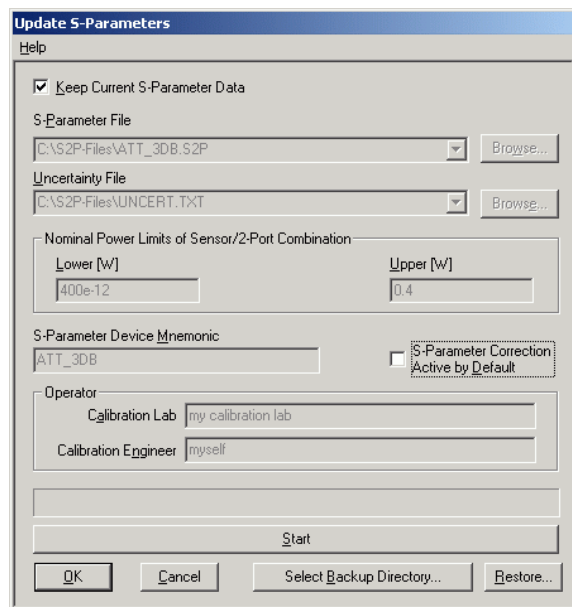 Update S-Parameters
Help
Keep Current S-Parameter Data
S-Parameter File
C:\S2P-Files\ATT_3DB.S2P
Browse...
Uncertainty File
C:\S2P-Files\UNCERT.TXT
Browse...
Nominal Power Limits of Sensor/2-Port Combination
Lower [W]
Upper [W]
400e-12
0.4
S-Parameter Device Mnemonic
ATT_3DB
S-Parameter Correction
Active by Default
Operator
Calibration Lab
my calibration lab
Calibration Engineer
myself
Start
OK
Cancel
Select Backup Directory...
Restore...